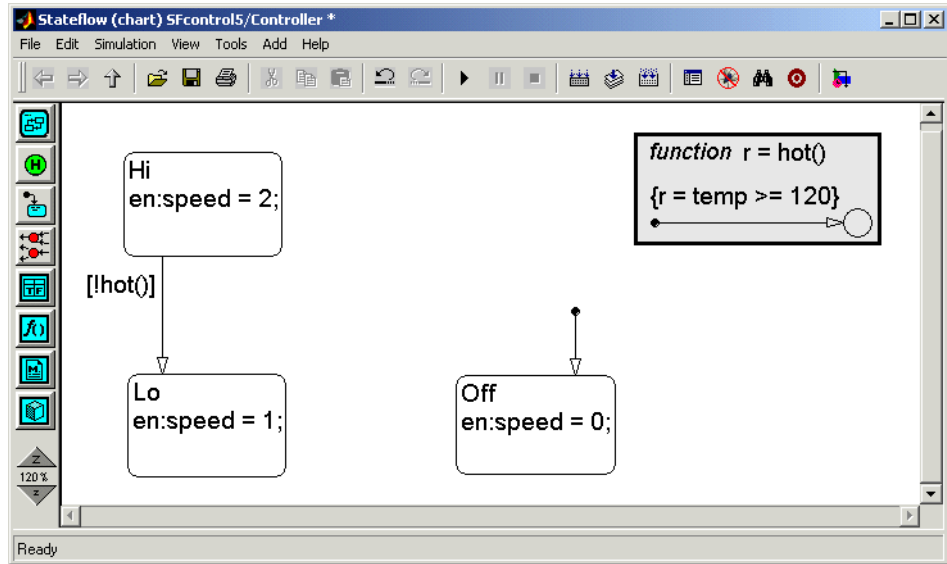 Stateflow (chart) SFcontrol5/Controller *
File Edit Simulation View Tools Add Help
function r = hot()
{r = temp >= 120}
Hi
en:speed = 2;
[!hot()]
Lo
en:speed = 1;
Off
en:speed = 0;
H
TF
f()
M
Z
120 %
z
Ready